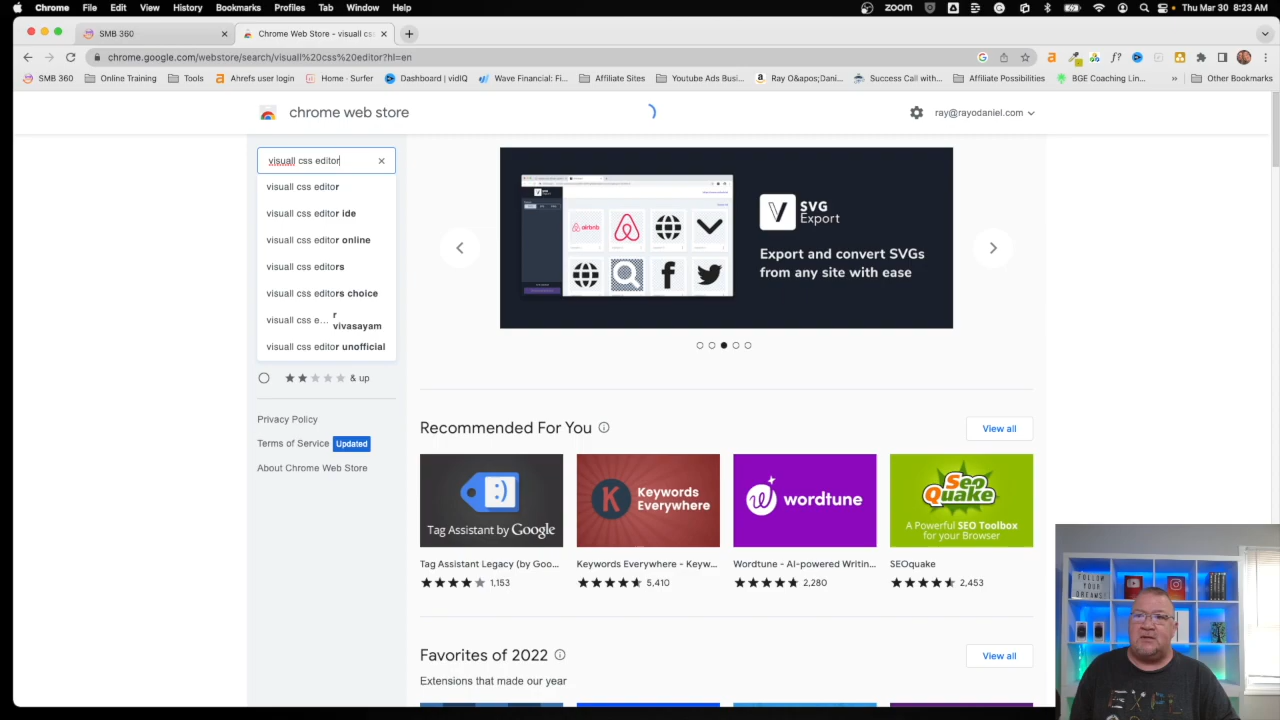 Chrome File Edit View History Bookmarks Profiles Tab Window Help
zoom
Thu Mar 30 8:23 AM
SMB 360
Chrome Web Store - visuall cs
chrome.google.com/webstore/search/visuall%20css%20editor?hl=en
SMB 360 Online Training Tools Ahrefs user login Home - Surfer Dashboard | vidIQ Wave Financial: Fi... Affiliate Sites Youtube Ads Busi... Ray O&apos;Dani... Success Call with... Affiliate Possibilities BGE Coaching Lin... » Other Bookmarks
chrome web store
ray@rayodaniel.com
visuall css editor
visuall css editor
visuall css editor ide
visuall css editor online
visuall css editors
visuall css editors choice
visuall css e... r vivasayam
visuall css editor unofficial
& up
Privacy Policy
Terms of Service Updated
About Chrome Web Store
SVG
Export
Export and convert SVGs
from any site with ease
airbnb
Recommended For You
View all
Tag Assistant by Google
Keywords
Everywhere
wordtune
Seo
Quake
A Powerful SEO Toolbox
for your Browser
Tag Assistant Legacy (by Goo...
1,153
Keywords Everywhere - Keyw...
5,410
Wordtune - AI-powered Writin...
2,280
SEOquake
2,453
Favorites of 2022
View all
Extensions that made our year
FOLLOW
YOUR
DREAMS
EXPL